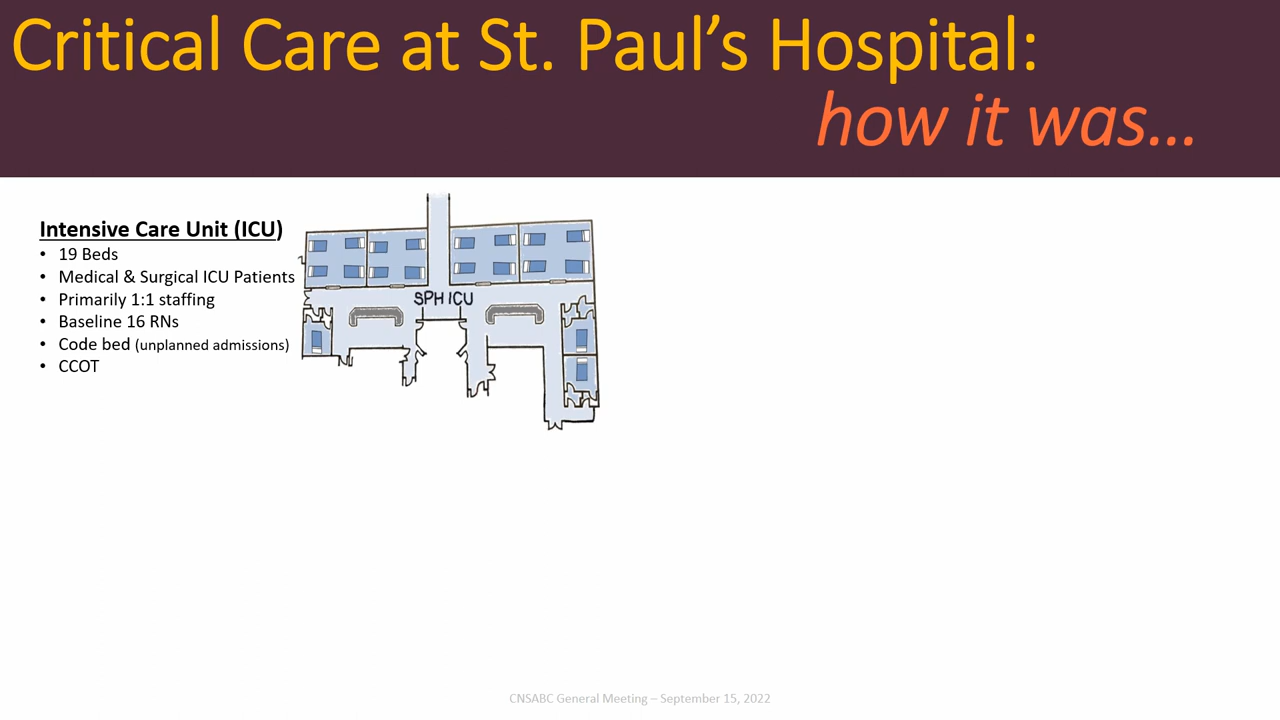 Critical Care at St. Paul’s Hospital:
how it was…
Intensive Care Unit (ICU)
• 19 Beds
• Medical & Surgical ICU Patients
• Primarily 1:1 staffing
• Baseline 16 RNs
• Code bed (unplanned admissions)
• CCOT
SPH ICU
CNSABC General Meeting – September 15, 2022